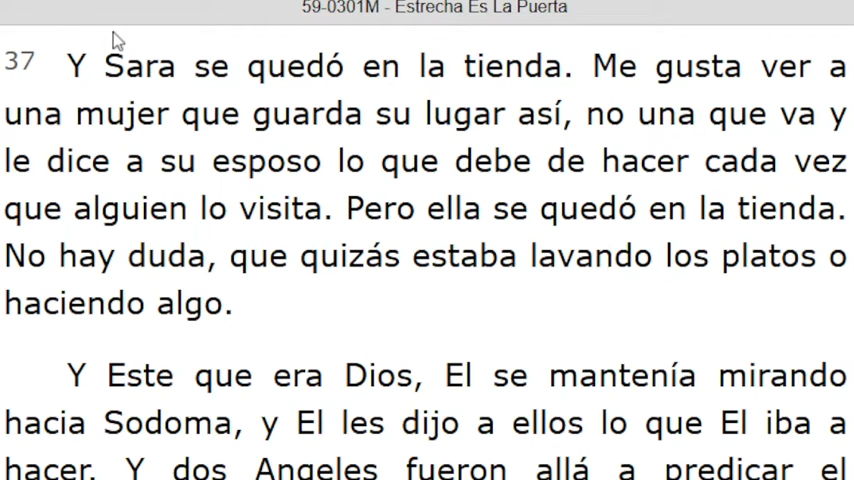 59-0301M - Estrecha Es La Puerta
37 Y Sara se quedó en la tienda. Me gusta ver a
una mujer que guarda su lugar así, no una que va y
le dice a su esposo lo que debe de hacer cada vez
que alguien lo visita. Pero ella se quedó en la tienda.
No hay duda, que quizás estaba lavando los platos o
haciendo algo.
Y Este que era Dios, El se mantenía mirando
hacia Sodoma, y El les dijo a ellos lo que El iba a
hacer. Y dos Angeles fueron allá a predicar el